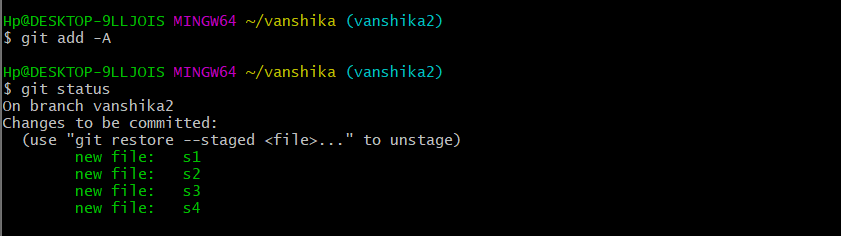 Hp@DESKTOP-9LLJOIS MINGW64 ~/vanshika (vanshika2)
$ git add -A
Hp@DESKTOP-9LLJOIS MINGW64 ~/vanshika (vanshika2)
$ git status
On branch vanshika2
Changes to be committed:
  (use "git restore --staged <file>..." to unstage)
        new file:   s1
        new file:   s2
        new file:   s3
        new file:   s4